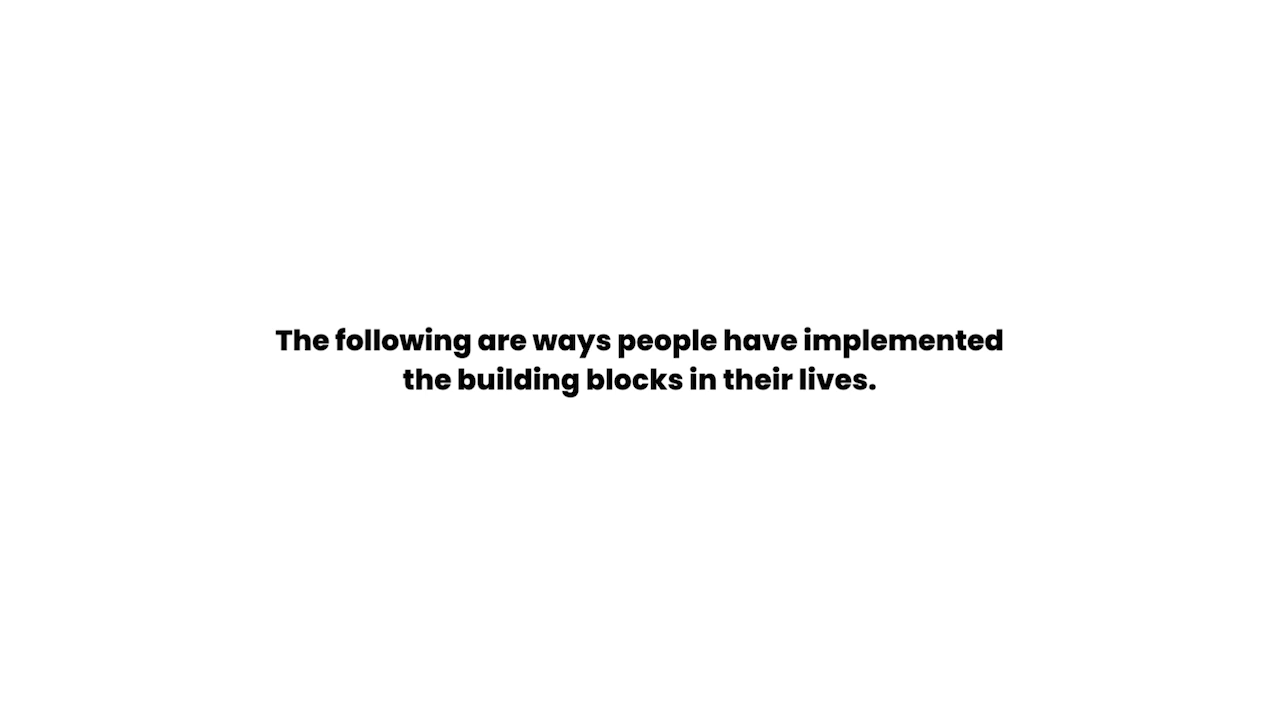 The following are ways people have implemented
the building blocks in their lives.